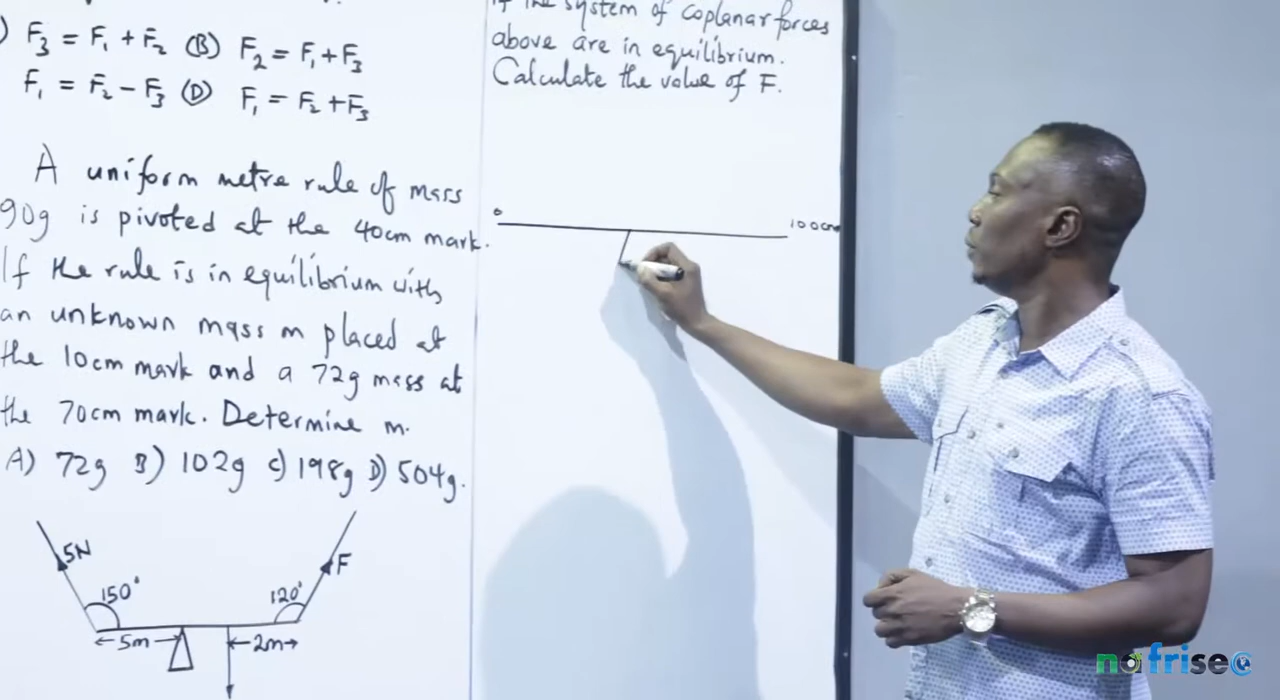 ) F₃ = F₁ + F₂ (B) F₂ = F₁ + F₃
F₁ = F₂ - F₃ (D) F₁ = F₂ + F₃
A uniform metre rule of mass
90g is pivoted at the 40cm mark.
If the rule is in equilibrium with
an unknown mass m placed at
the 10cm mark and a 72g mass at
the 70cm mark. Determine m.
A) 72g B) 102g C) 198g D) 504g.
5N F
150° 120°
5m 2m
If the system of coplanar forces
above are in equilibrium.
Calculate the value of F.
0 100cm
nafrisec